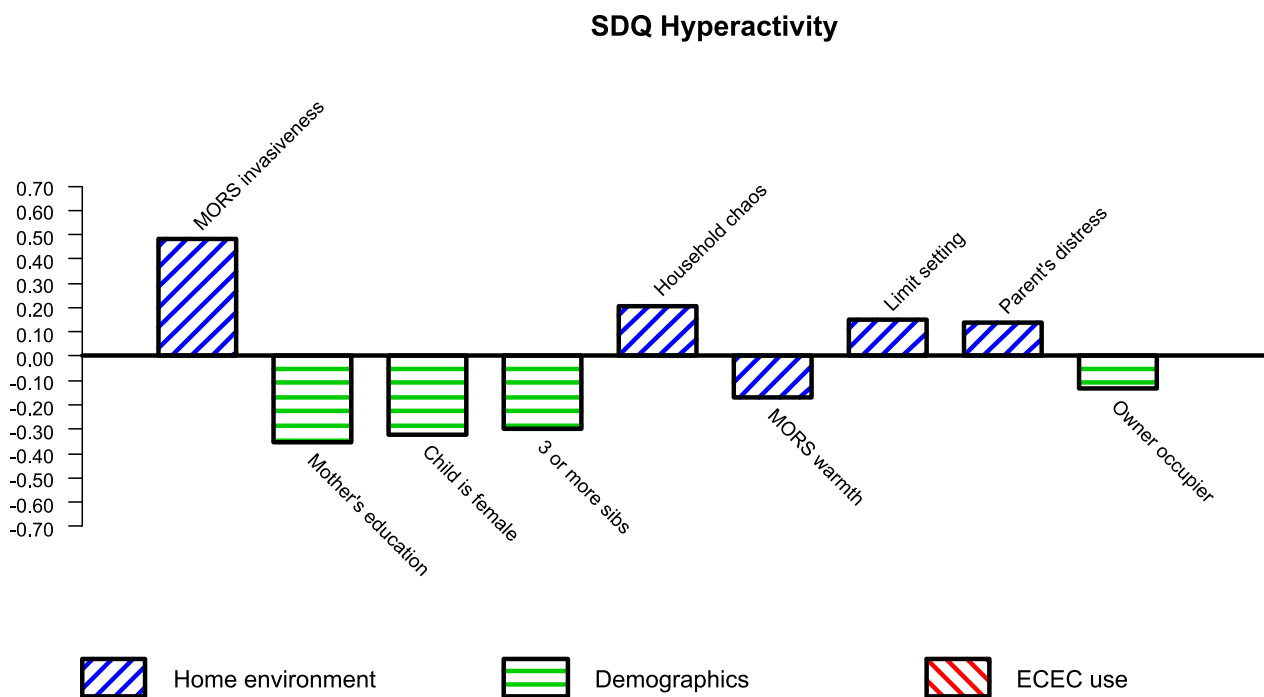 SDQ Hyperactivity
0.70
0.60
0.50
0.40
0.30
0.20
0.10
0.00
-0.10
-0.20
-0.30
-0.40
-0.50
-0.60
-0.70
MORS invasiveness
Mother's education
Child is female
3 or more sibs
Household chaos
MORS warmth
Limit setting
Parent's distress
Owner occupier
Home environment
Demographics
ECEC use